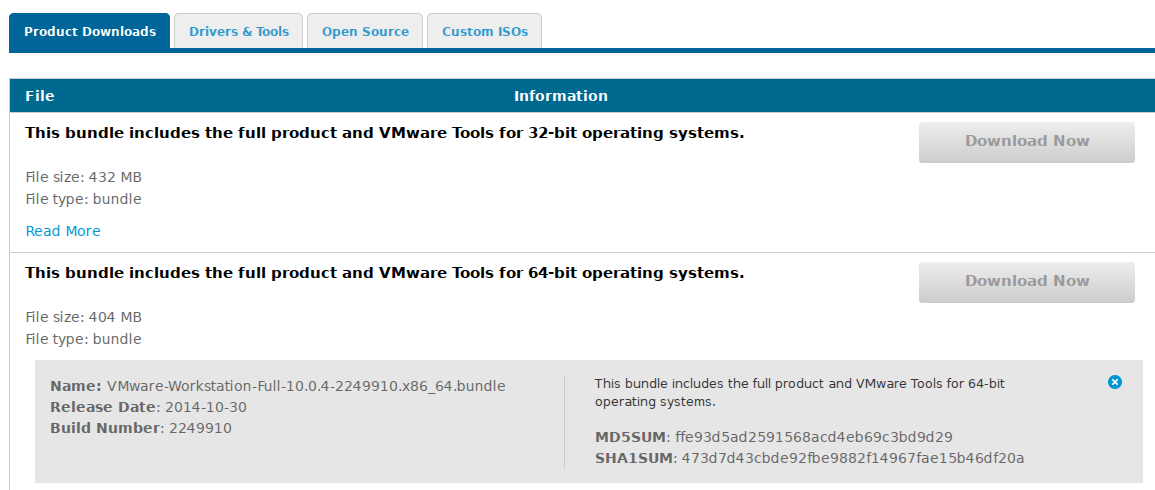 Product Downloads Drivers & Tools Open Source Custom ISOs
File Information
This bundle includes the full product and VMware Tools for 32-bit operating systems. Download Now
File size: 432 MB
File type: bundle
Read More
This bundle includes the full product and VMware Tools for 64-bit operating systems. Download Now
File size: 404 MB
File type: bundle
Name: VMware-Workstation-Full-10.0.4-2249910.x86_64.bundle
Release Date: 2014-10-30
Build Number: 2249910
This bundle includes the full product and VMware Tools for 64-bit
operating systems.
MD5SUM: ffe93d5ad2591568acd4eb69c3bd9d29
SHA1SUM: 473d7d43cbde92fbe9882f14967fae15b46df20a